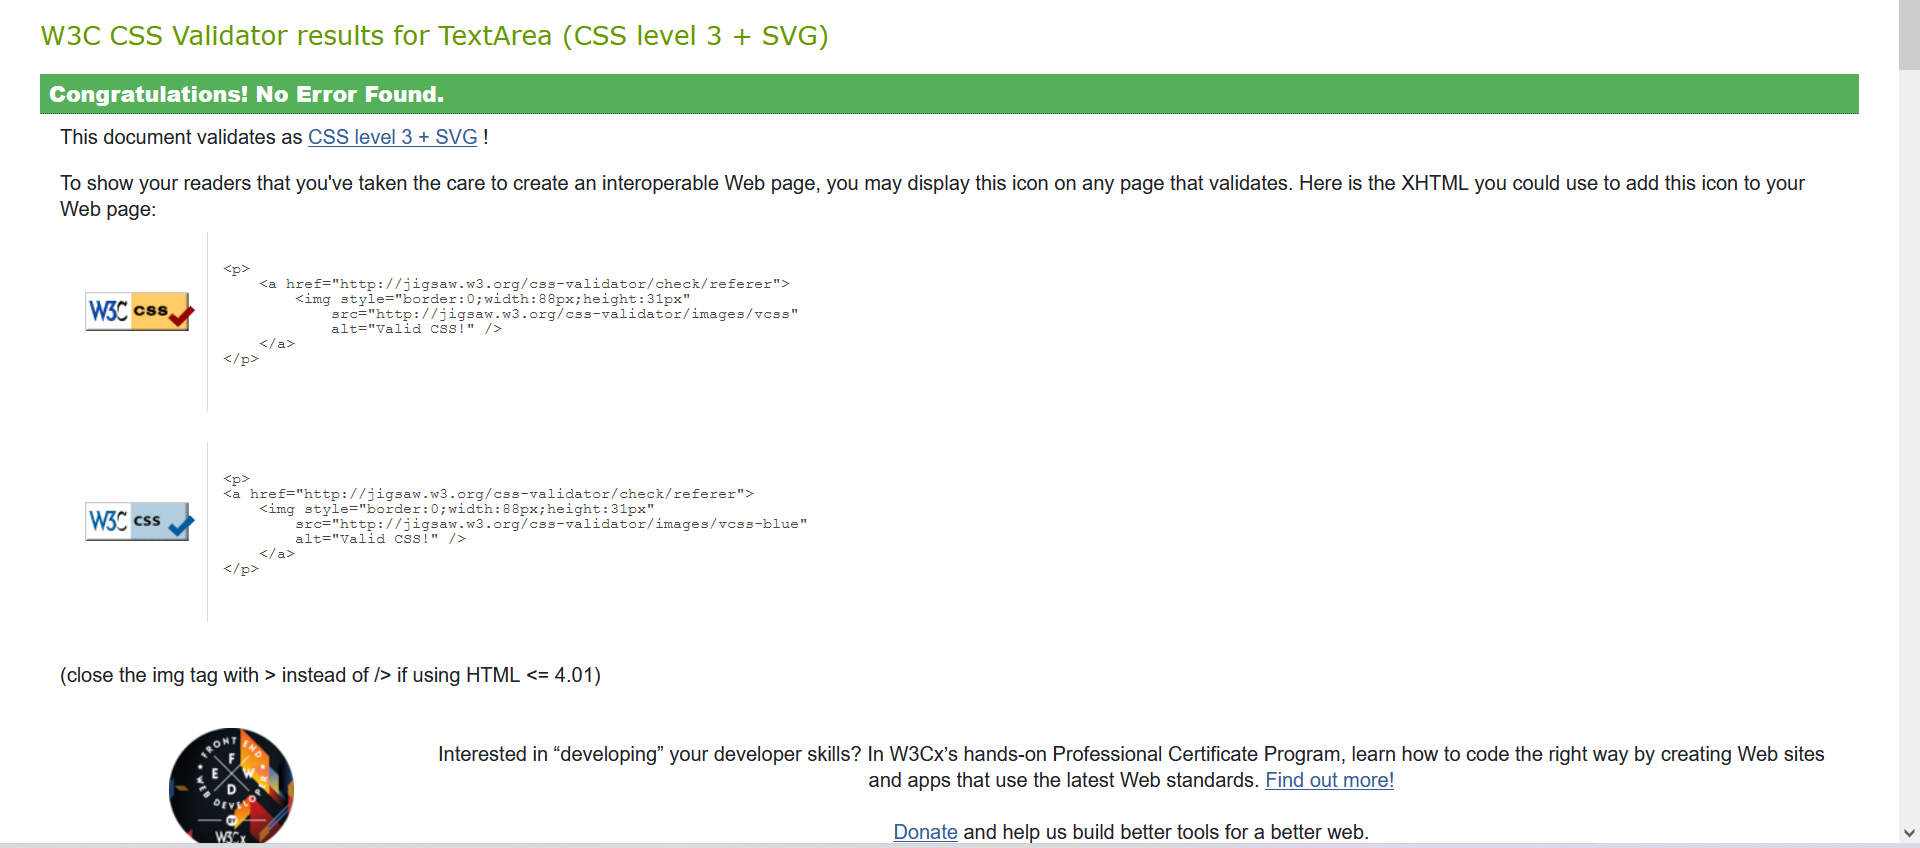 W3C CSS Validator results for TextArea (CSS level 3 + SVG)
Congratulations! No Error Found.
This document validates as CSS level 3 + SVG !
To show your readers that you've taken the care to create an interoperable Web page, you may display this icon on any page that validates. Here is the XHTML you could use to add this icon to your
Web page:
W3C css
<p>
    <a href="http://jigsaw.w3.org/css-validator/check/referer">
        <img style="border:0;width:88px;height:31px"
            src="http://jigsaw.w3.org/css-validator/images/vcss"
            alt="Valid CSS!" />
    </a>
</p>
W3C css
<p>
<a href="http://jigsaw.w3.org/css-validator/check/referer">
    <img style="border:0;width:88px;height:31px"
        src="http://jigsaw.w3.org/css-validator/images/vcss-blue"
        alt="Valid CSS!" />
    </a>
</p>
(close the img tag with > instead of /> if using HTML <= 4.01)
FRONT END
F
E W
D
WEB DEVELOP
BY
W3Cx
Interested in “developing” your developer skills? In W3Cx’s hands-on Professional Certificate Program, learn how to code the right way by creating Web sites
and apps that use the latest Web standards. Find out more!
Donate and help us build better tools for a better web.